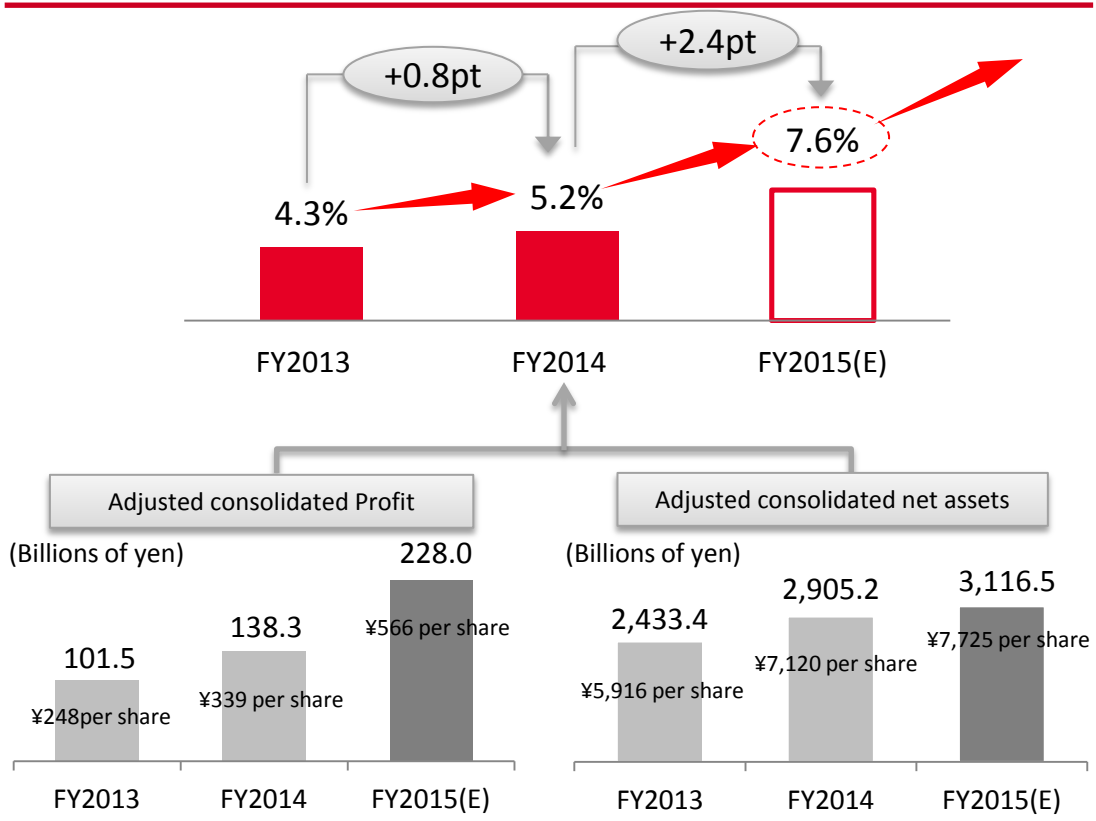 +2.4pt
+0.8pt
7.6%
5.2%
4.3%
FY2013 FY2014 FY2015(E)
Adjusted consolidated Profit
(Billions of yen)
228.0
138.3
101.5
¥566 per share
¥339 per share
¥248per share
FY2013 FY2014 FY2015(E)
Adjusted consolidated net assets
(Billions of yen)
3,116.5
2,905.2
2,433.4
¥7,725 per share
¥7,120 per share
¥5,916 per share
FY2013 FY2014 FY2015(E)